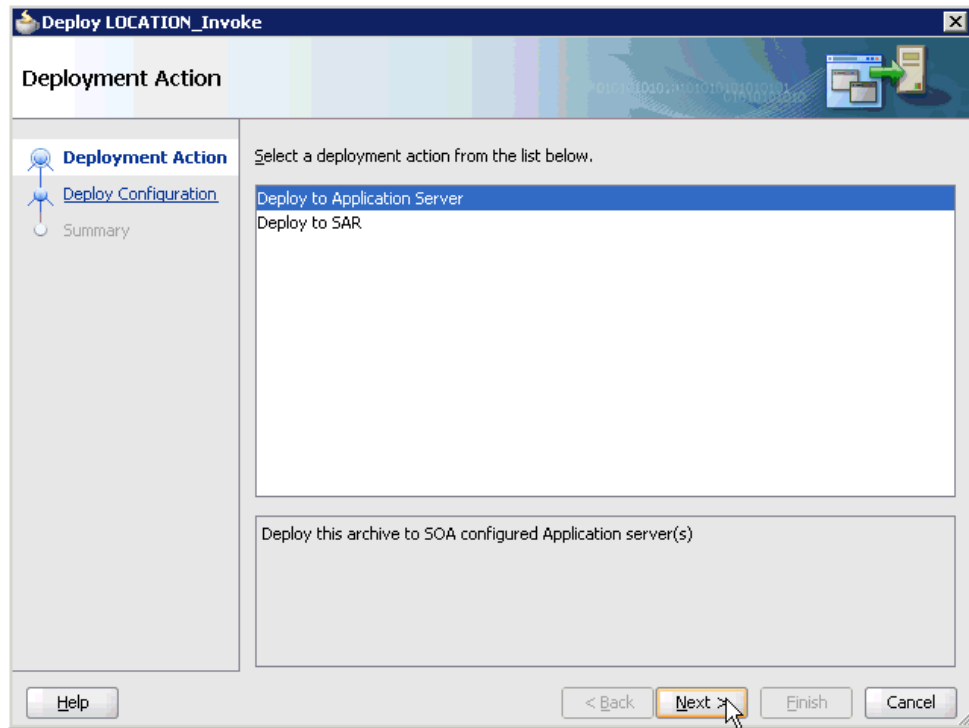 Deploy LOCATION_Invoke
Deployment Action
Deployment Action
Deploy Configuration
Summary
Select a deployment action from the list below.
Deploy to Application Server
Deploy to SAR
Deploy this archive to SOA configured Application server(s)
Help
< Back
Next >
Finish
Cancel